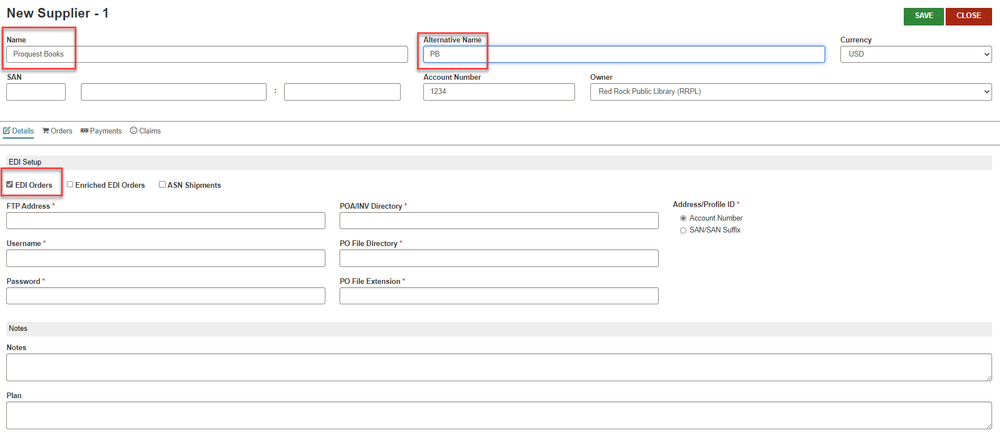 New Supplier - 1
SAVE CLOSE
Name Alternative Name Currency
Proquest Books PB USD
SAN Account Number Owner
: 1234 Red Rock Public Library (RRPL)
Details Orders Payments Claims
EDI Setup
EDI Orders Enriched EDI Orders ASN Shipments
FTP Address * POA/INV Directory * Address/Profile ID *
Account Number
SAN/SAN Suffix
Username * PO File Directory *
Password * PO File Extension *
Notes
Notes
Plan